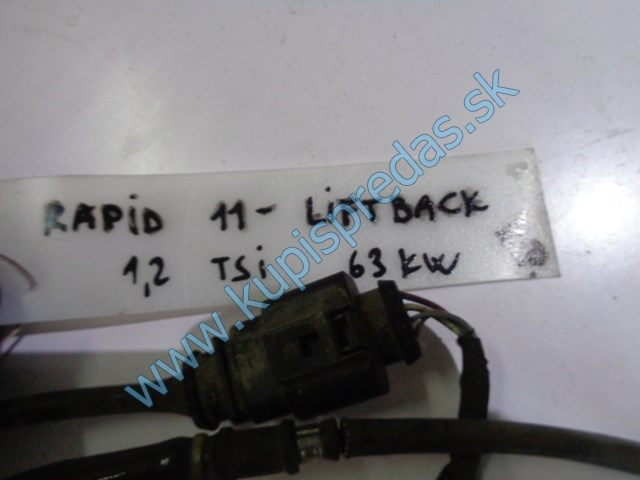 RAPID 11- LIFTBACK
1,2 TSi 63 KW
www.kupispredas.sk